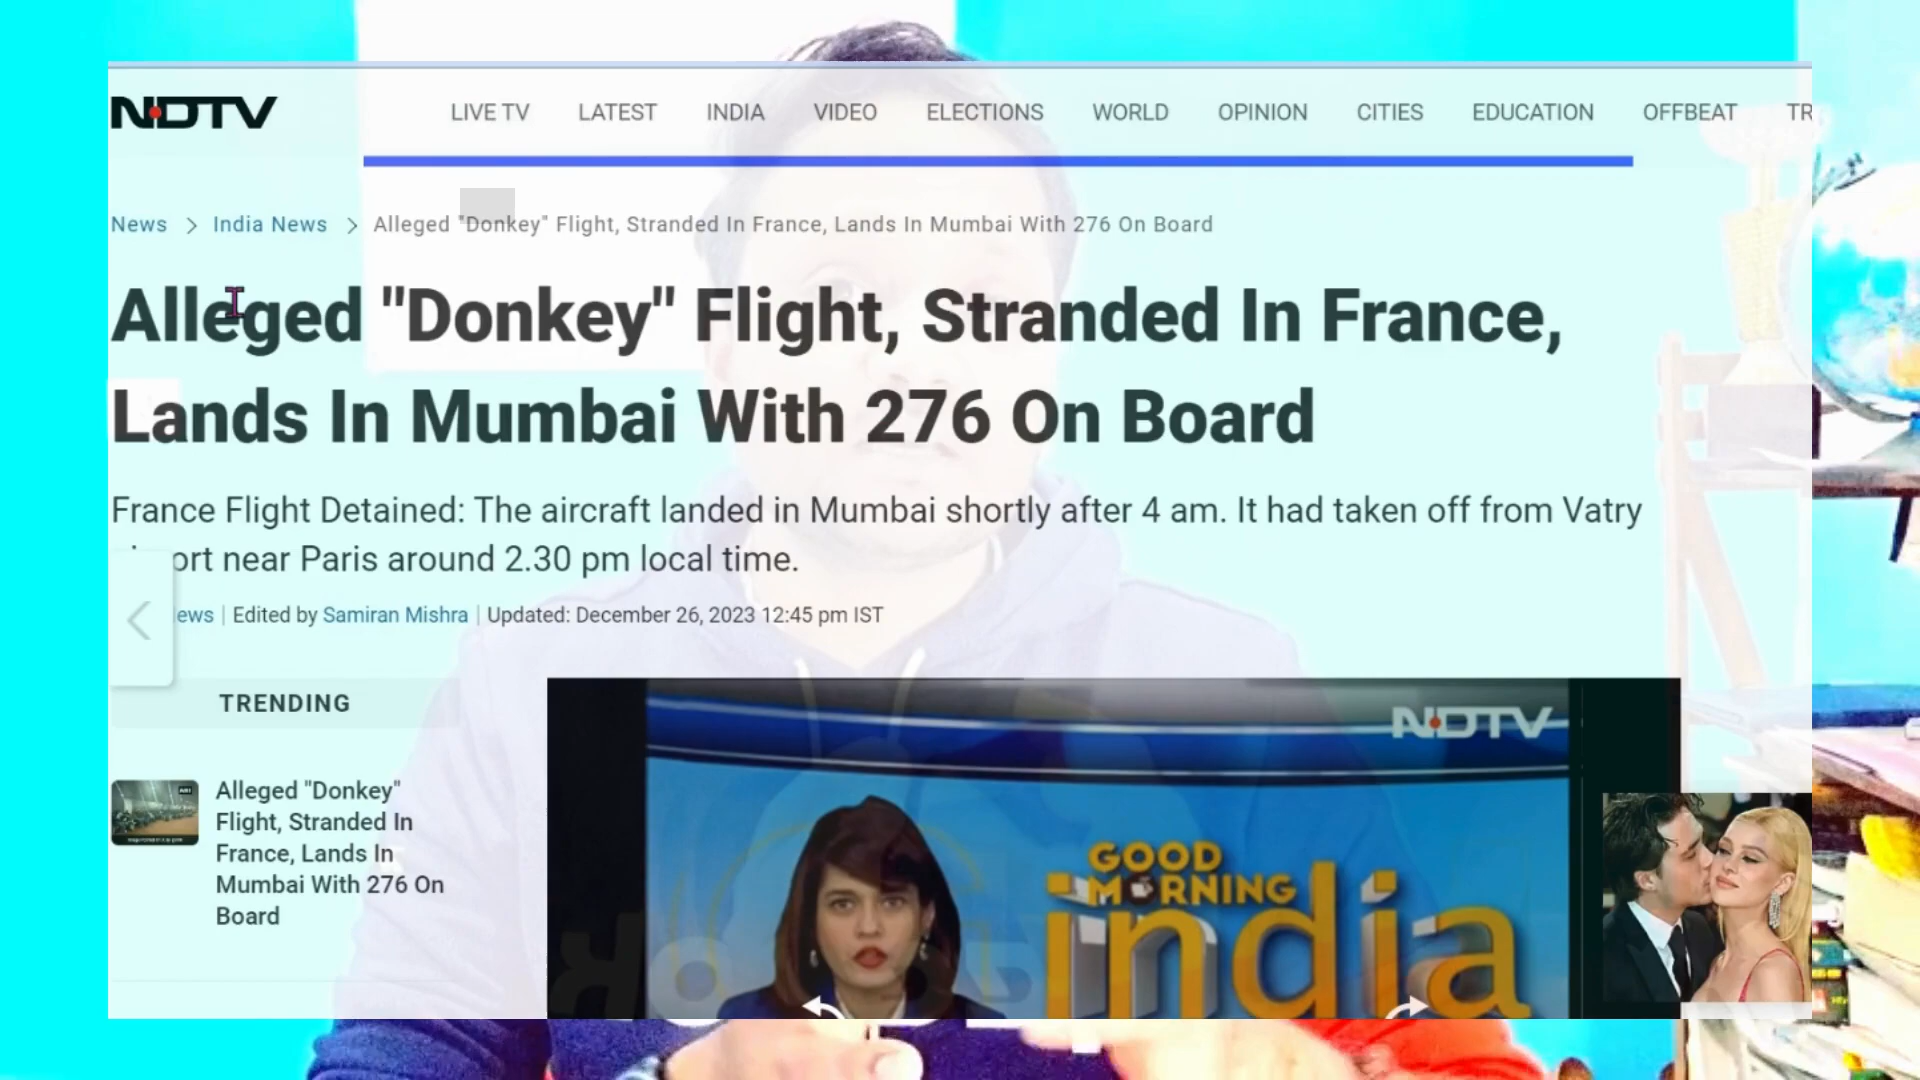 NDTV
LIVE TV LATEST INDIA VIDEO ELECTIONS WORLD OPINION CITIES EDUCATION OFFBEAT TR
News > India News > Alleged "Donkey" Flight, Stranded In France, Lands In Mumbai With 276 On Board
Alleged "Donkey" Flight, Stranded In France,
Lands In Mumbai With 276 On Board
France Flight Detained: The aircraft landed in Mumbai shortly after 4 am. It had taken off from Vatry
ort near Paris around 2.30 pm local time.
ews | Edited by Samiran Mishra | Updated: December 26, 2023 12:45 pm IST
TRENDING
Alleged "Donkey"
Flight, Stranded In
France, Lands In
Mumbai With 276 On
Board
NDTV
GOOD
MORNING
india